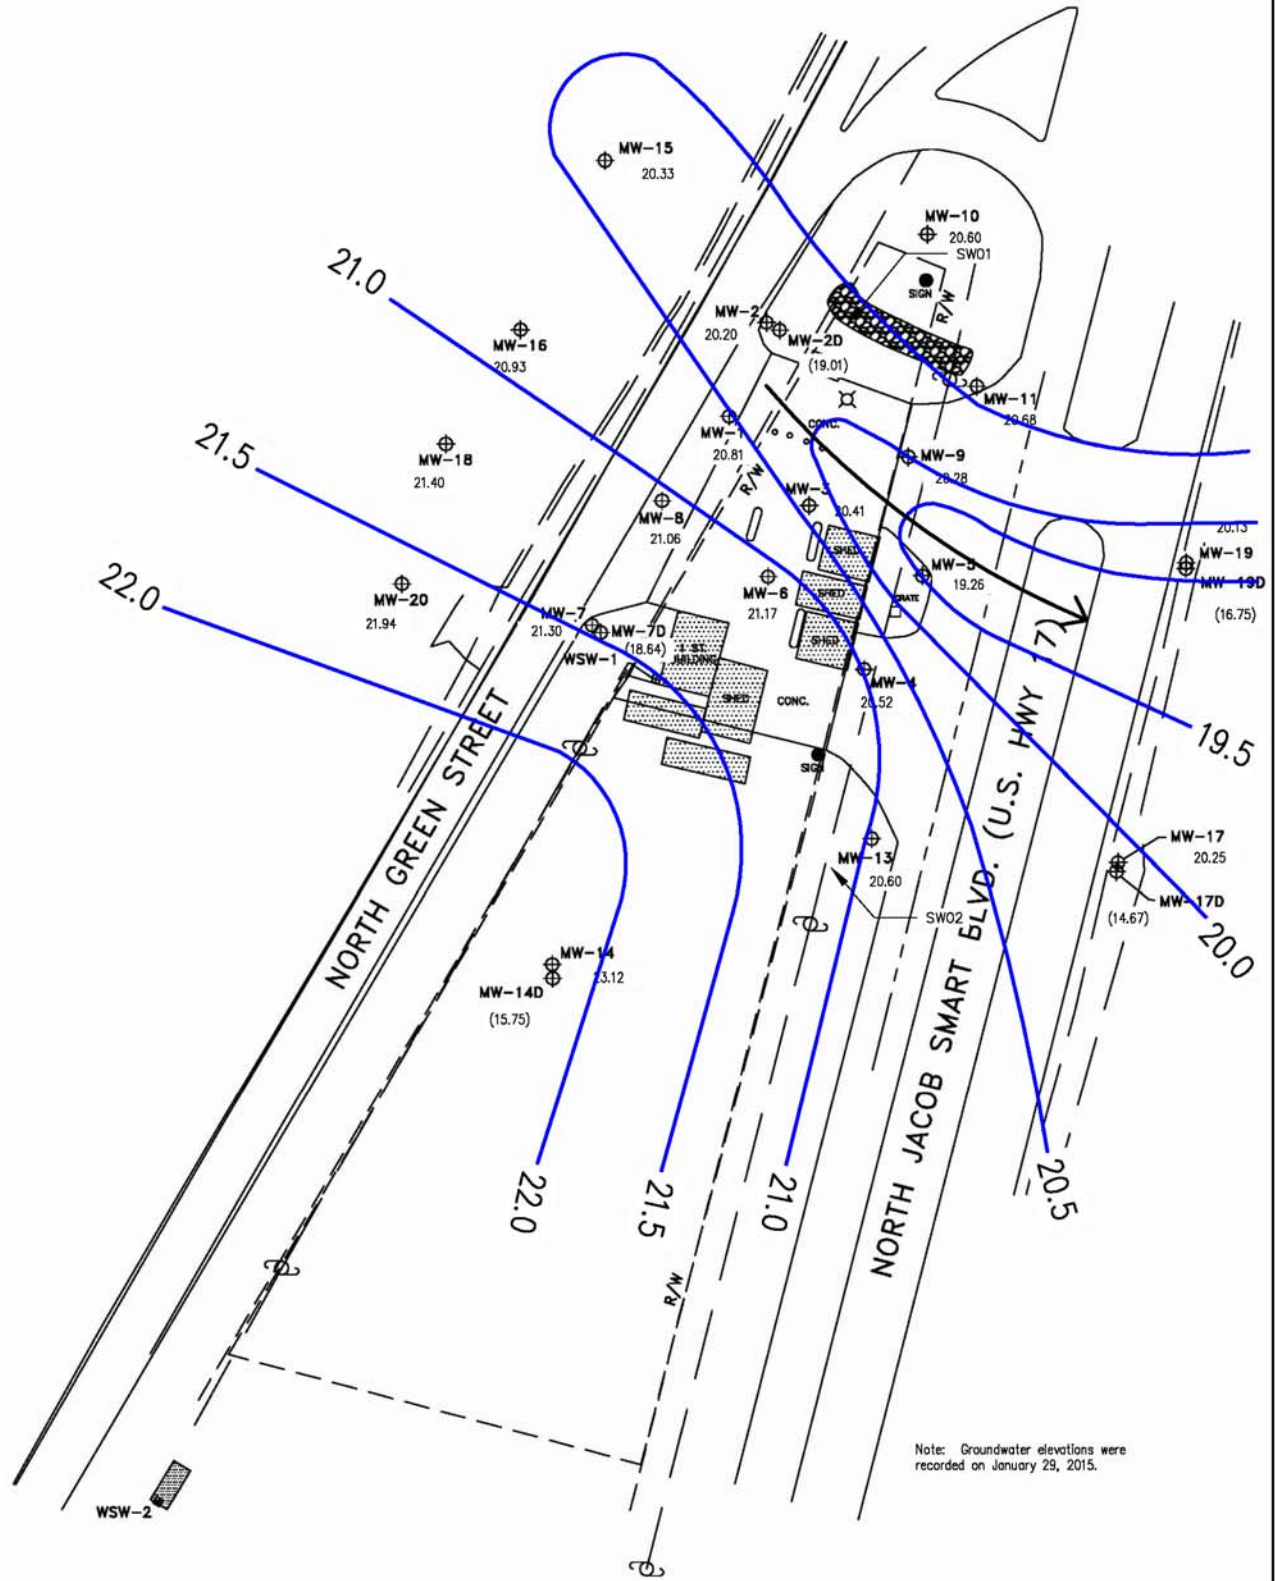 MW-15
20.33
MW-10
20.60
SW01
SIGN
R/W
21.0
MW-2
20.20
MW-2D
(19.01)
MW-16
20.93
MW-11
20.68
CONC.
MW-1
20.81
21.5
MW-18
21.40
MW-9
20.28
R/W
MW-3
20.41
MW-8
21.06
20.13
MW-19
MW-19D
(16.75)
SHED
MW-5
19.26
22.0
MW-20
21.94
MW-6
21.17
SHED
GRATE
MW-7
21.30
MW-7D
(18.64)
WSW-1
1 ST.
BUILDING
SHED
MW-4
20.52
SHED
CONC.
19.5
SIGN
NORTH GREEN STREET
NORTH JACOB SMART BLVD. (U.S. HWY 17)
MW-17
20.25
MW-17D
(14.67)
MW-13
20.60
SW02
20.0
MW-14
23.12
MW-14D
(15.75)
22.0
21.5
21.0
20.5
R/W
Note: Groundwater elevations were
recorded on January 29, 2015.
WSW-2